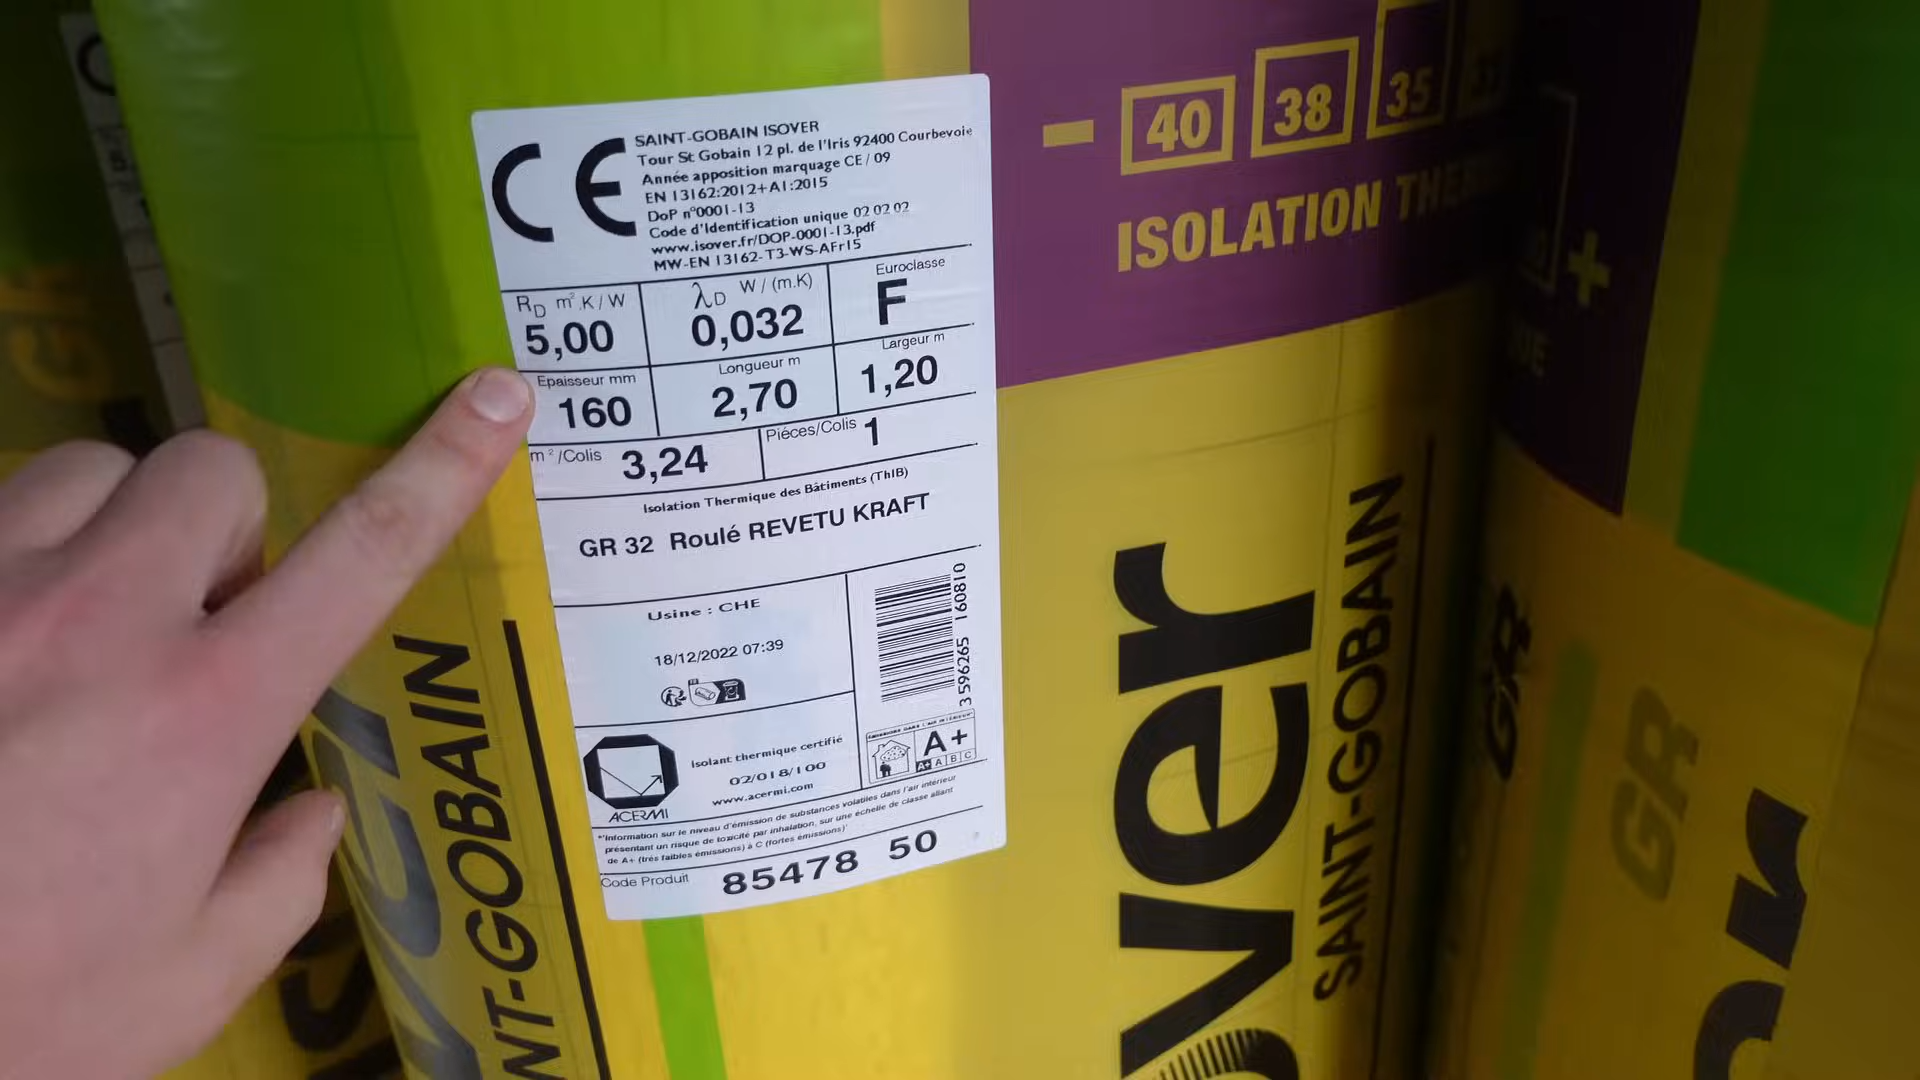 CE
SAINT-GOBAIN ISOVER
Tour St Gobain 12 pl. de l'Iris 92400 Courbevoie
Année apposition marquage CE / 09
EN 13162:2012+A1:2015
DoP n°0001-13
Code d'Identification unique 02 02 02
www.isover.fr/DOP-0001-13.pdf
MW-EN 13162-T3-WS-AFr15
RD m².K/W
5,00
λD W/(m.K)
0,032
Euroclasse
F
Epaisseur mm
160
Longueur m
2,70
Largeur m
1,20
m²/Colis 3,24
Piéces/Colis 1
Isolation Thermique des Bâtiments (ThIB)
GR 32 Roulé REVETU KRAFT
Usine : CHE
18/12/2022 07:39
3 596265 160810
ACERMI
Isolant thermique certifié
02/018/100
www.acermi.com
A+
A+ A B C
*Information sur le niveau d'émission de substances volatiles dans l'air intérieur
présentant un risque de toxicité par inhalation, sur une échelle de classe allant
de A+ (très faibles émissions) à C (fortes émissions)
Code Produit 85478 50
- 40 38 35
+
ISOLATION
over
SAINT-GOBAIN
NT-GOBAIN
GR
GR